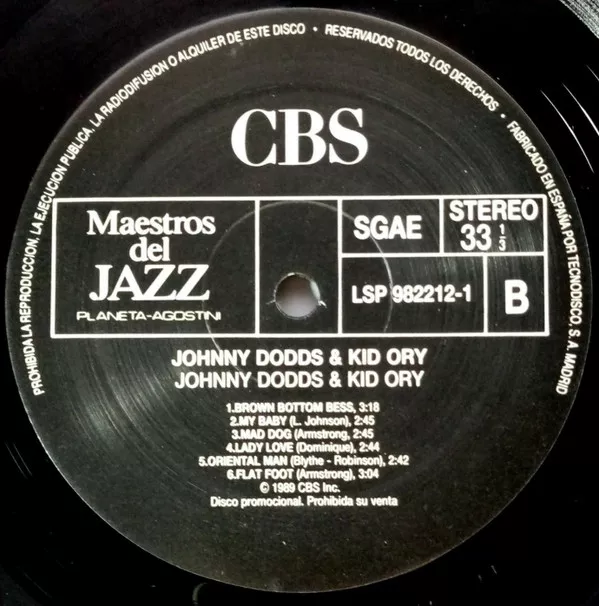 PROHIBIDA LA REPRODUCCION, LA EJECUCION PUBLICA, LA RADIODIFUSION O ALQUILER DE ESTE DISCO • RESERVADOS TODOS LOS DERECHOS • FABRICADO EN ESPAÑA POR TECNODISCO, S. A. MADRID
CBS
Maestros
del
JAZZ
PLANETA-AGOSTINI
SGAE
STEREO
33 1/3
LSP 982212-1
B
JOHNNY DODDS & KID ORY
JOHNNY DODDS & KID ORY
1.BROWN BOTTOM BESS, 3:18
2.MY BABY (L. Johnson), 2:45
3.MAD DOG (Armstrong, 2:45
4.LADY LOVE (Dominique), 2:44
5.ORIENTAL MAN (Blythe - Robinson), 2:42
6.FLAT FOOT (Armstrong), 3:04
© 1989 CBS Inc.
Disco promocional. Prohibida su venta